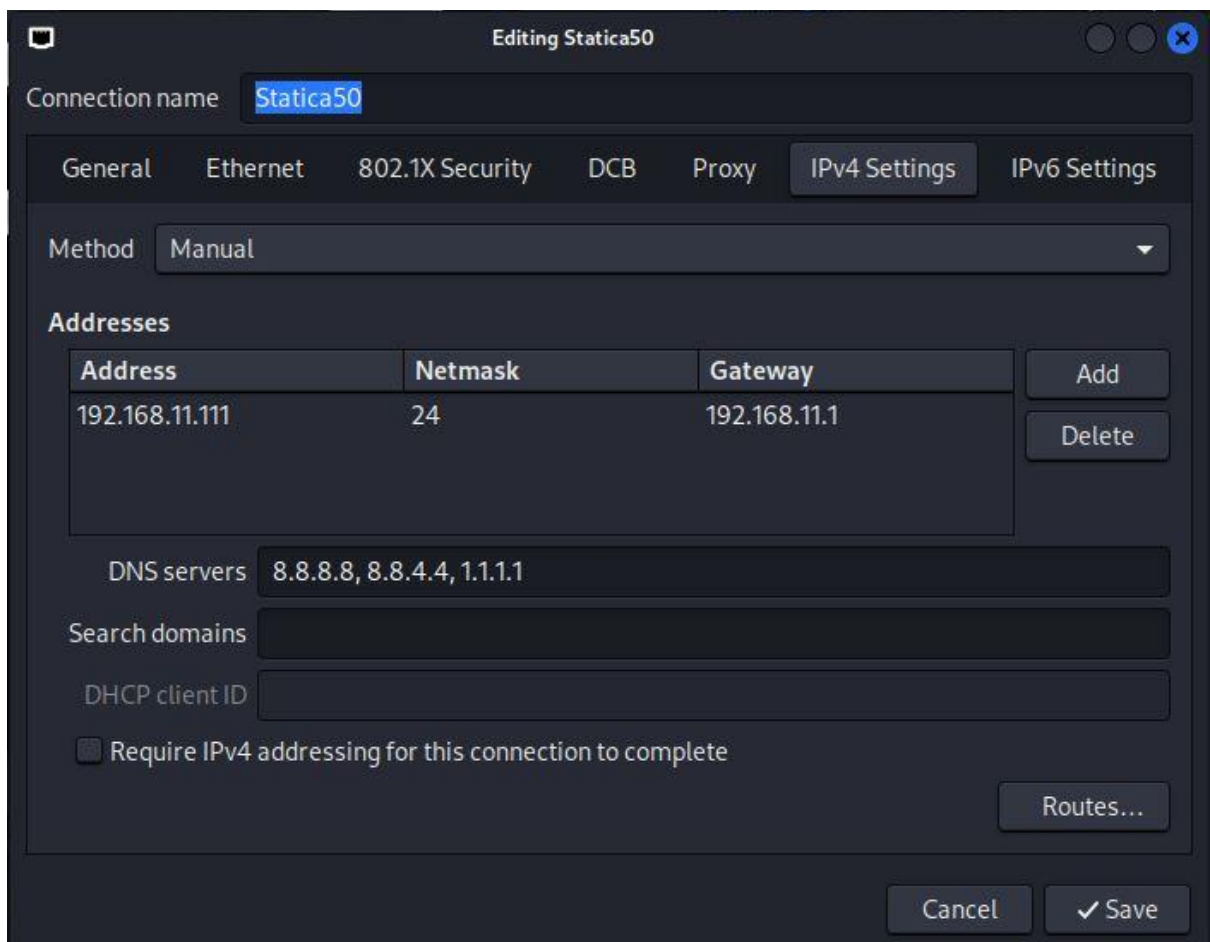 Editing Statica50
Connection name Statica50
General Ethernet 802.1X Security DCB Proxy IPv4 Settings IPv6 Settings
Method Manual
Addresses
Address Netmask Gateway Add
192.168.11.111 24 192.168.11.1
Delete
DNS servers 8.8.8.8, 8.8.4.4, 1.1.1.1
Search domains
DHCP client ID
Require IPv4 addressing for this connection to complete
Routes...
Cancel Save